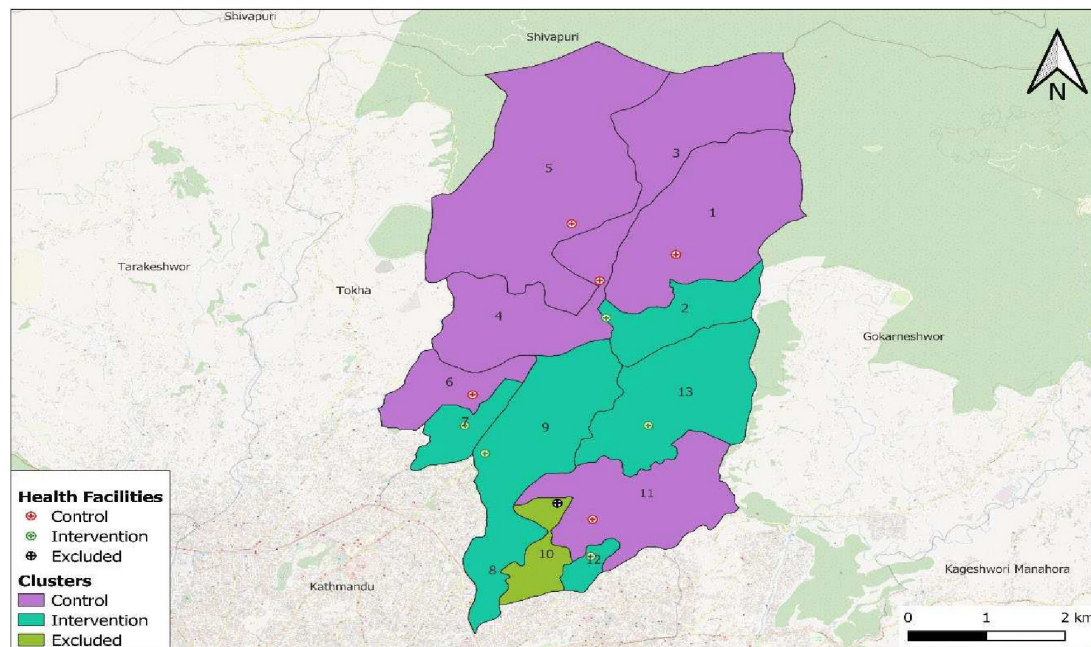 Shivapuri
Shivapuri
N
5
3
1
Tarakeshwor
Tokha
4
2
Gokarneshwor
6
7
9
13
11
10
12
8
Kathmandu
Kageshwori Manahora
Health Facilities
Control
Intervention
Excluded
Clusters
Control
Intervention
Excluded
0 1 2 km